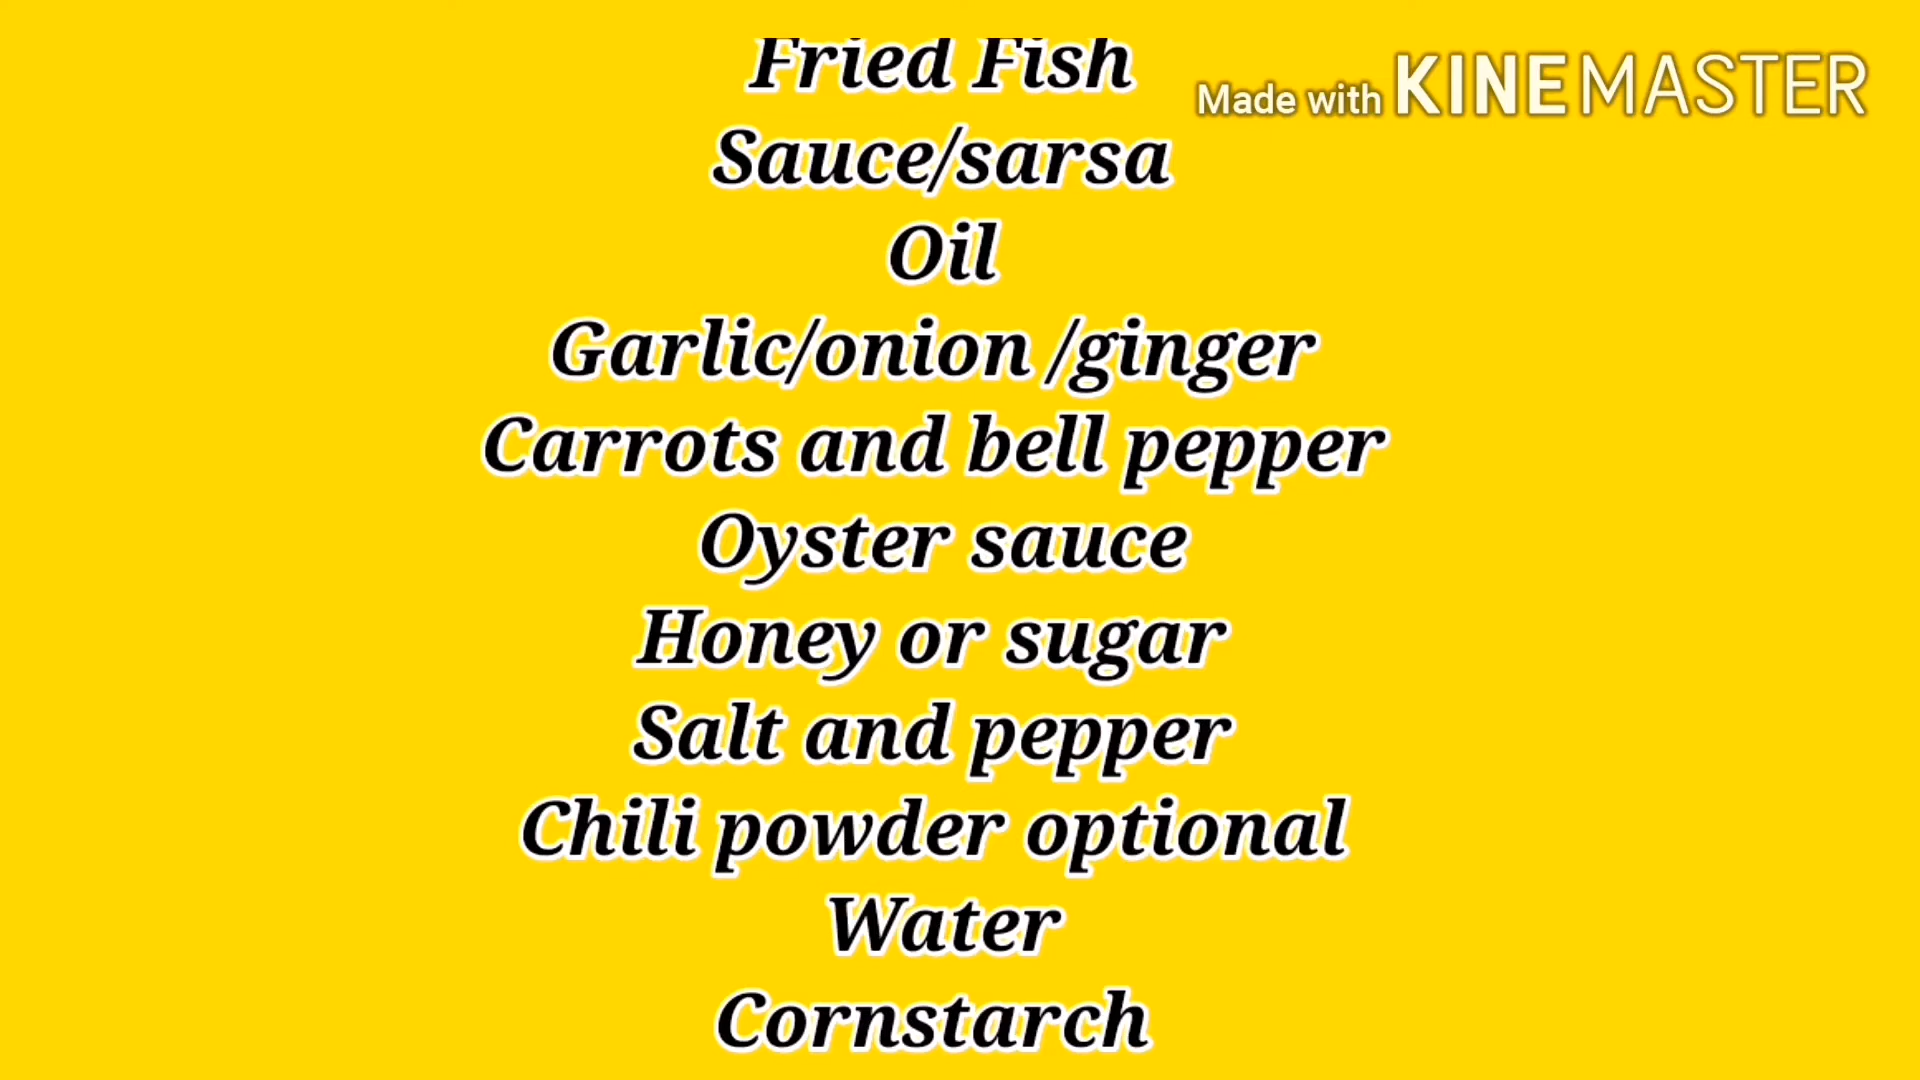 Fried Fish
Made with KINEMASTER
Sauce/sarsa
Oil
Garlic/onion /ginger
Carrots and bell pepper
Oyster sauce
Honey or sugar
Salt and pepper
Chili powder optional
Water
Cornstarch